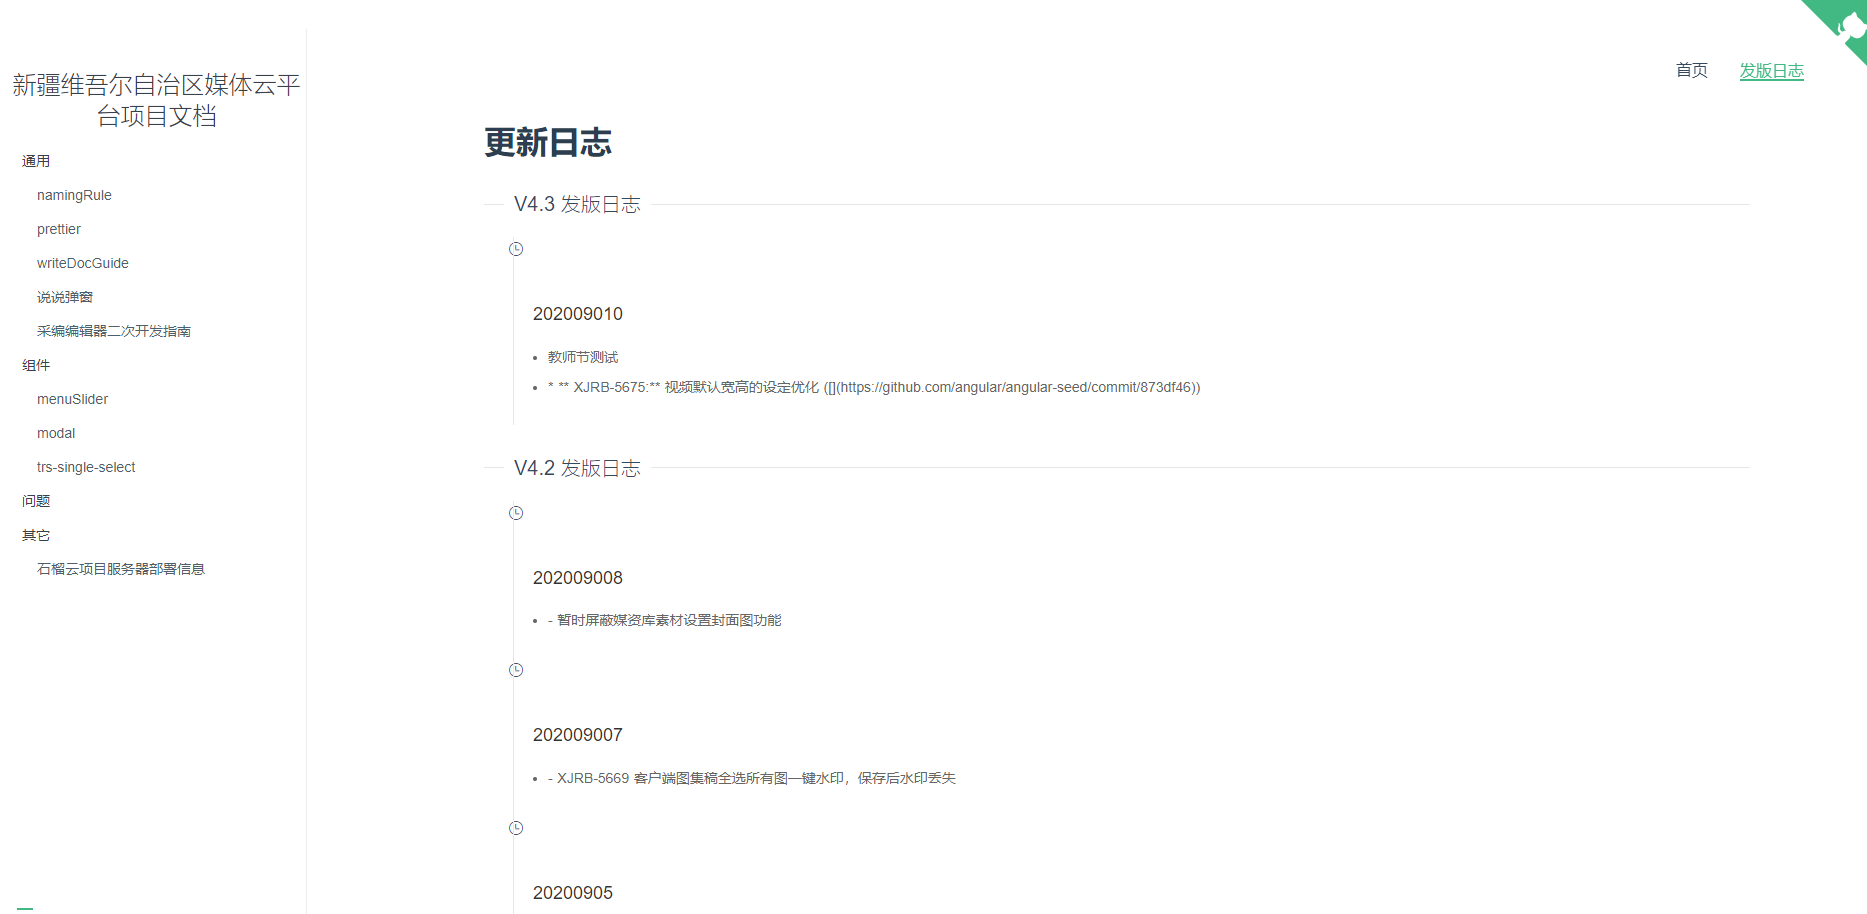 首页
发版日志
新疆维吾尔自治区媒体云平
台项目文档
通用
namingRule
prettier
writeDocGuide
说说弹窗
采编编辑器二次开发指南
组件
menuSlider
modal
trs-single-select
问题
其它
石榴云项目服务器部署信息
更新日志
V4.3 发版日志
202009010
教师节测试
* ** XJRB-5675:** 视频默认宽高的设定优化 ([](https://github.com/angular/angular-seed/commit/873df46))
V4.2 发版日志
202009008
- 暂时屏蔽媒资库素材设置封面图功能
202009007
- XJRB-5669 客户端图集稿全选所有图一键水印，保存后水印丢失
20200905